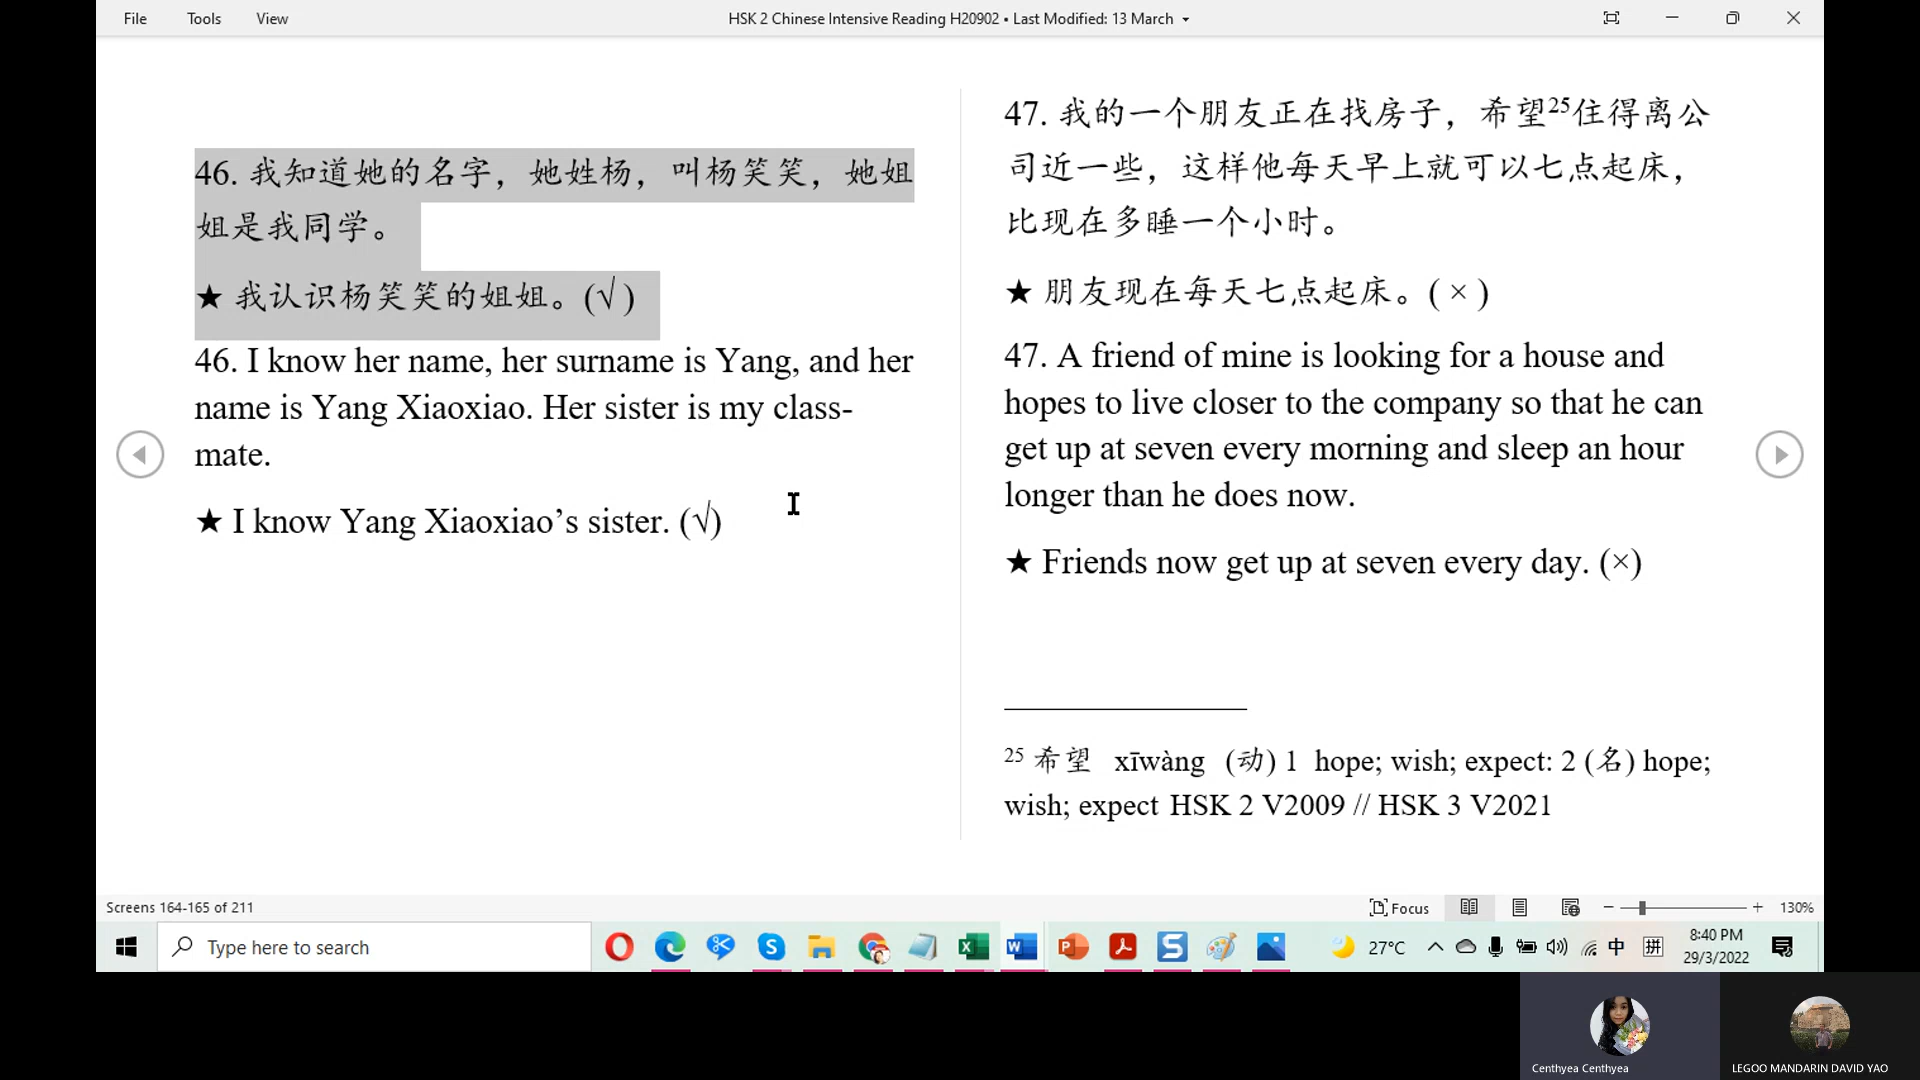 File Tools View
HSK 2 Chinese Intensive Reading H20902 • Last Modified: 13 March
46. 我知道她的名字，她姓杨，叫杨笑笑，她姐
姐是我同学。
★ 我认识杨笑笑的姐姐。(√ )
46. I know her name, her surname is Yang, and her
name is Yang Xiaoxiao. Her sister is my class-
mate.
★ I know Yang Xiaoxiao’s sister. (√)
47. 我的一个朋友正在找房子，希望25住得离公
司近一些，这样他每天早上就可以七点起床，
比现在多睡一个小时。
★ 朋友现在每天七点起床。( × )
47. A friend of mine is looking for a house and
hopes to live closer to the company so that he can
get up at seven every morning and sleep an hour
longer than he does now.
★ Friends now get up at seven every day. (×)
25 希望 xīwàng (动) 1 hope; wish; expect: 2 (名) hope;
wish; expect HSK 2 V2009 // HSK 3 V2021
Screens 164-165 of 211
Focus
130%
Type here to search
27°C
中
拼
8:40 PM
29/3/2022
Centhyea Centhyea
LEGOO MANDARIN DAVID YAO